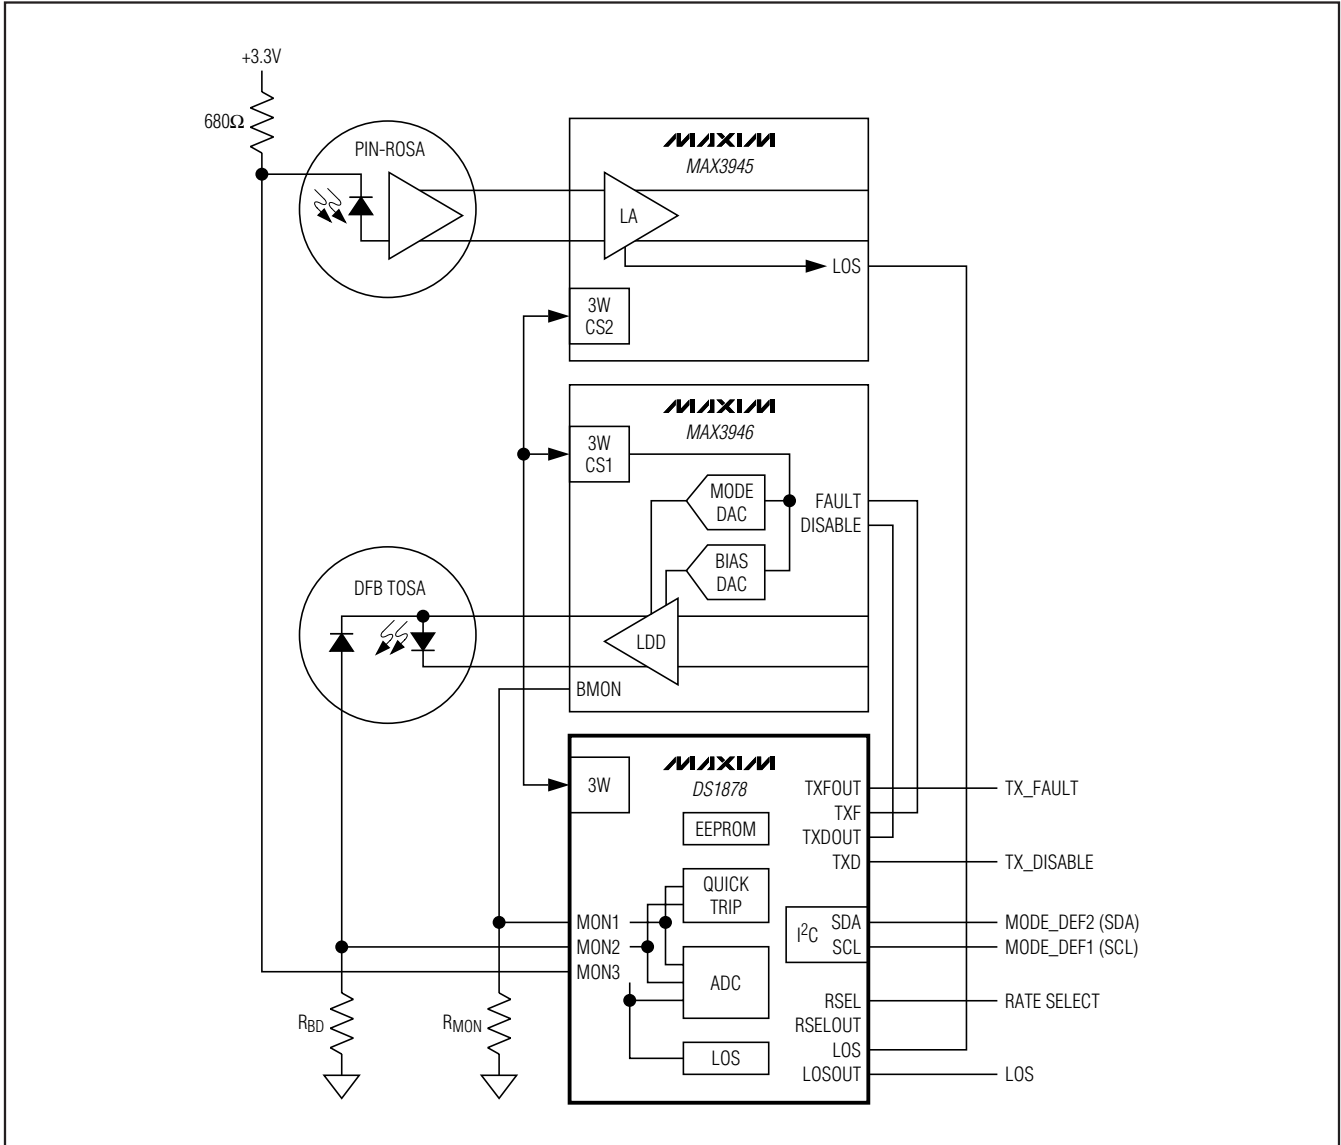 +3.3V
680Ω
PIN-ROSA
MAXIM
MAX3945
LA
LOS
3W
CS2
MAXIM
MAX3946
3W
CS1
MODE
DAC
FAULT
DISABLE
BIAS
DAC
DFB TOSA
LDD
BMON
MAXIM
DS1878
3W
TXFOUT
TX_FAULT
EEPROM
TXF
TXDOUT
TXD
TX_DISABLE
QUICK
TRIP
MON1
MON2
MON3
I²C
SDA
MODE_DEF2 (SDA)
SCL
MODE_DEF1 (SCL)
ADC
RSEL
RATE SELECT
RSELOUT
RBD
RMON
LOS
LOS
LOSOUT
LOS